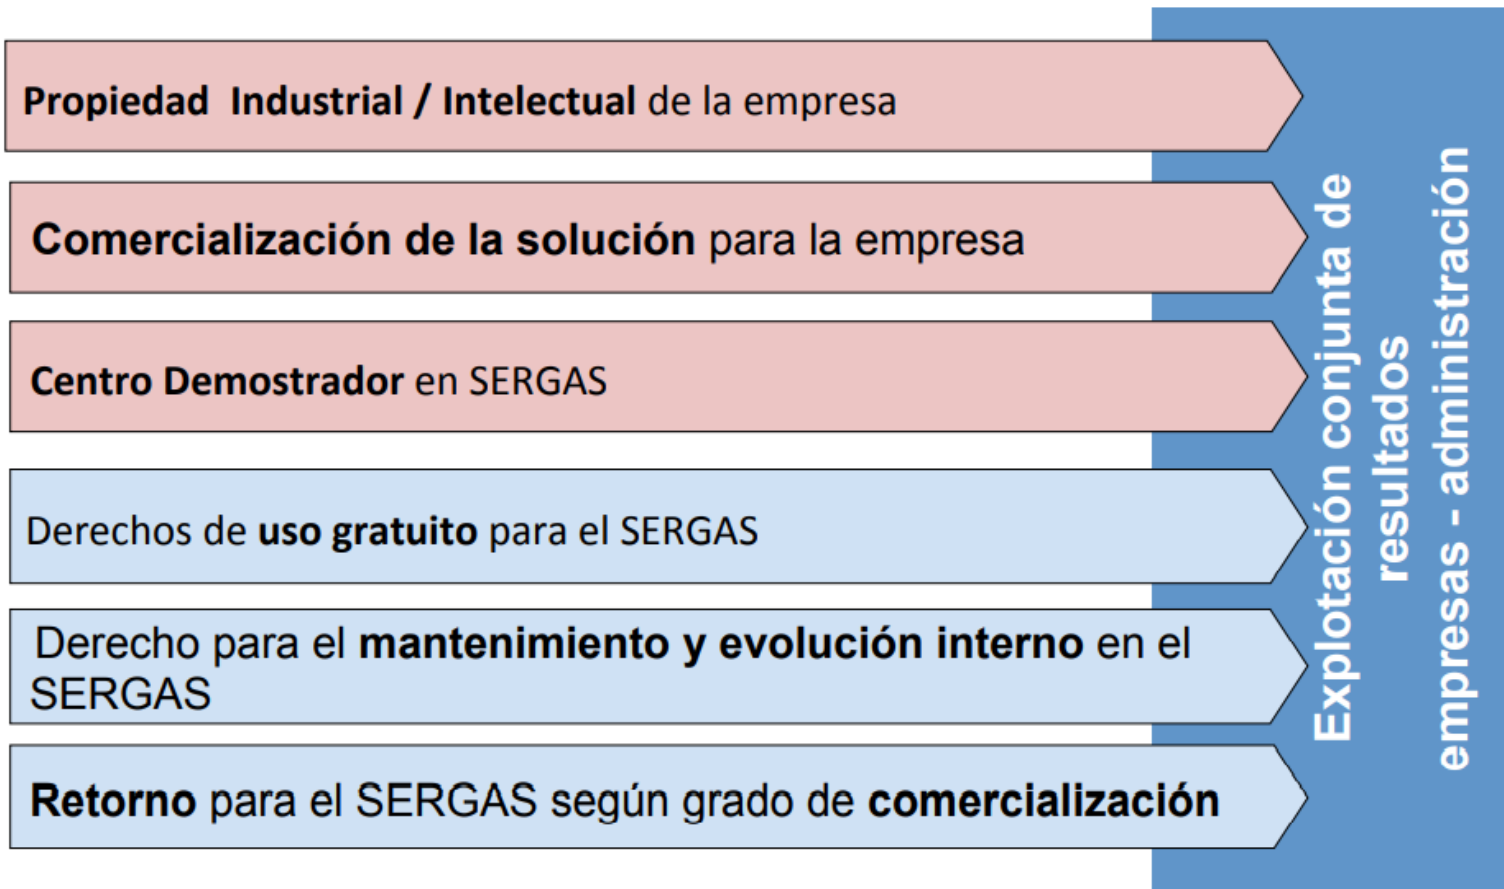 Propiedad Industrial / Intelectual de la empresa
Comercialización de la solución para la empresa
Centro Demostrador en SERGAS
Derechos de uso gratuito para el SERGAS
Derecho para el mantenimiento y evolución interno en el
SERGAS
Retorno para el SERGAS según grado de comercialización
Explotación conjunta de
resultados
empresas - administración